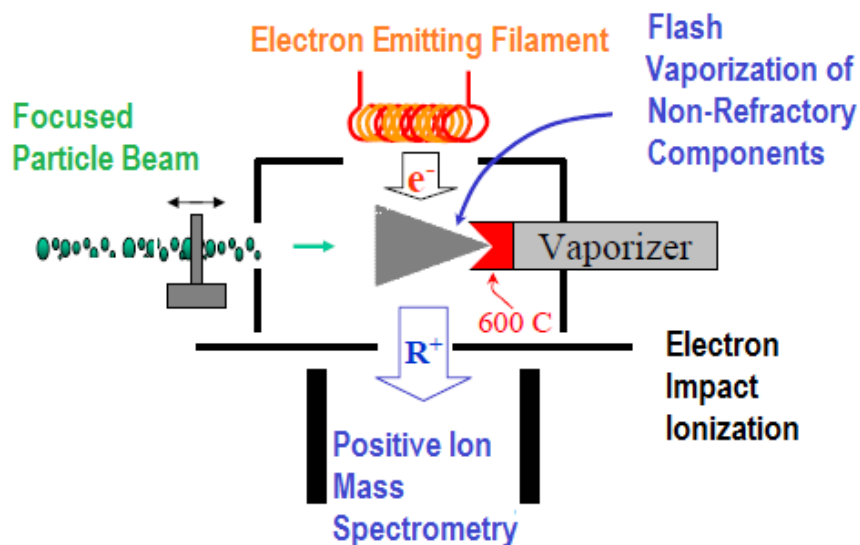 Electron Emitting Filament
Flash
Vaporization of
Non-Refractory
Components
Focused
Particle Beam
e⁻
Vaporizer
600 C
R⁺
Electron
Impact
Ionization
Positive Ion
Mass
Spectrometry